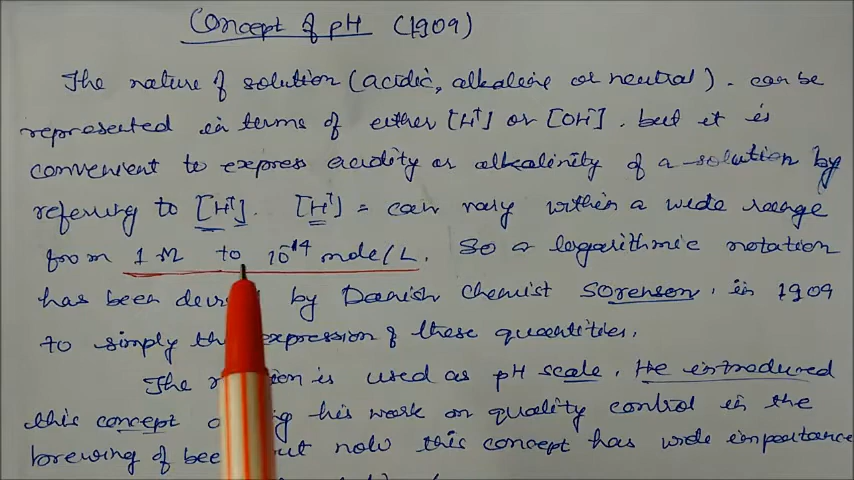 Concept of pH (1909)
The nature of solution (acidic, alkaline or neutral). can be
represented in terms of either [H⁺] or [OH⁻]. but it is
convenient to express acidity or alkalinity of a solution by
referring to [H⁺]. [H⁺] = can vary within a wide range
from 1 M to 10⁻¹⁴ mole/L. So a logarithmic notation
has been by Danish chemist Sorenson. in 1909
to simply expression of these quantities.
The is used as pH scale. He introduced
this concept his work on quality control in the
brewing of but now this concept has wide importance